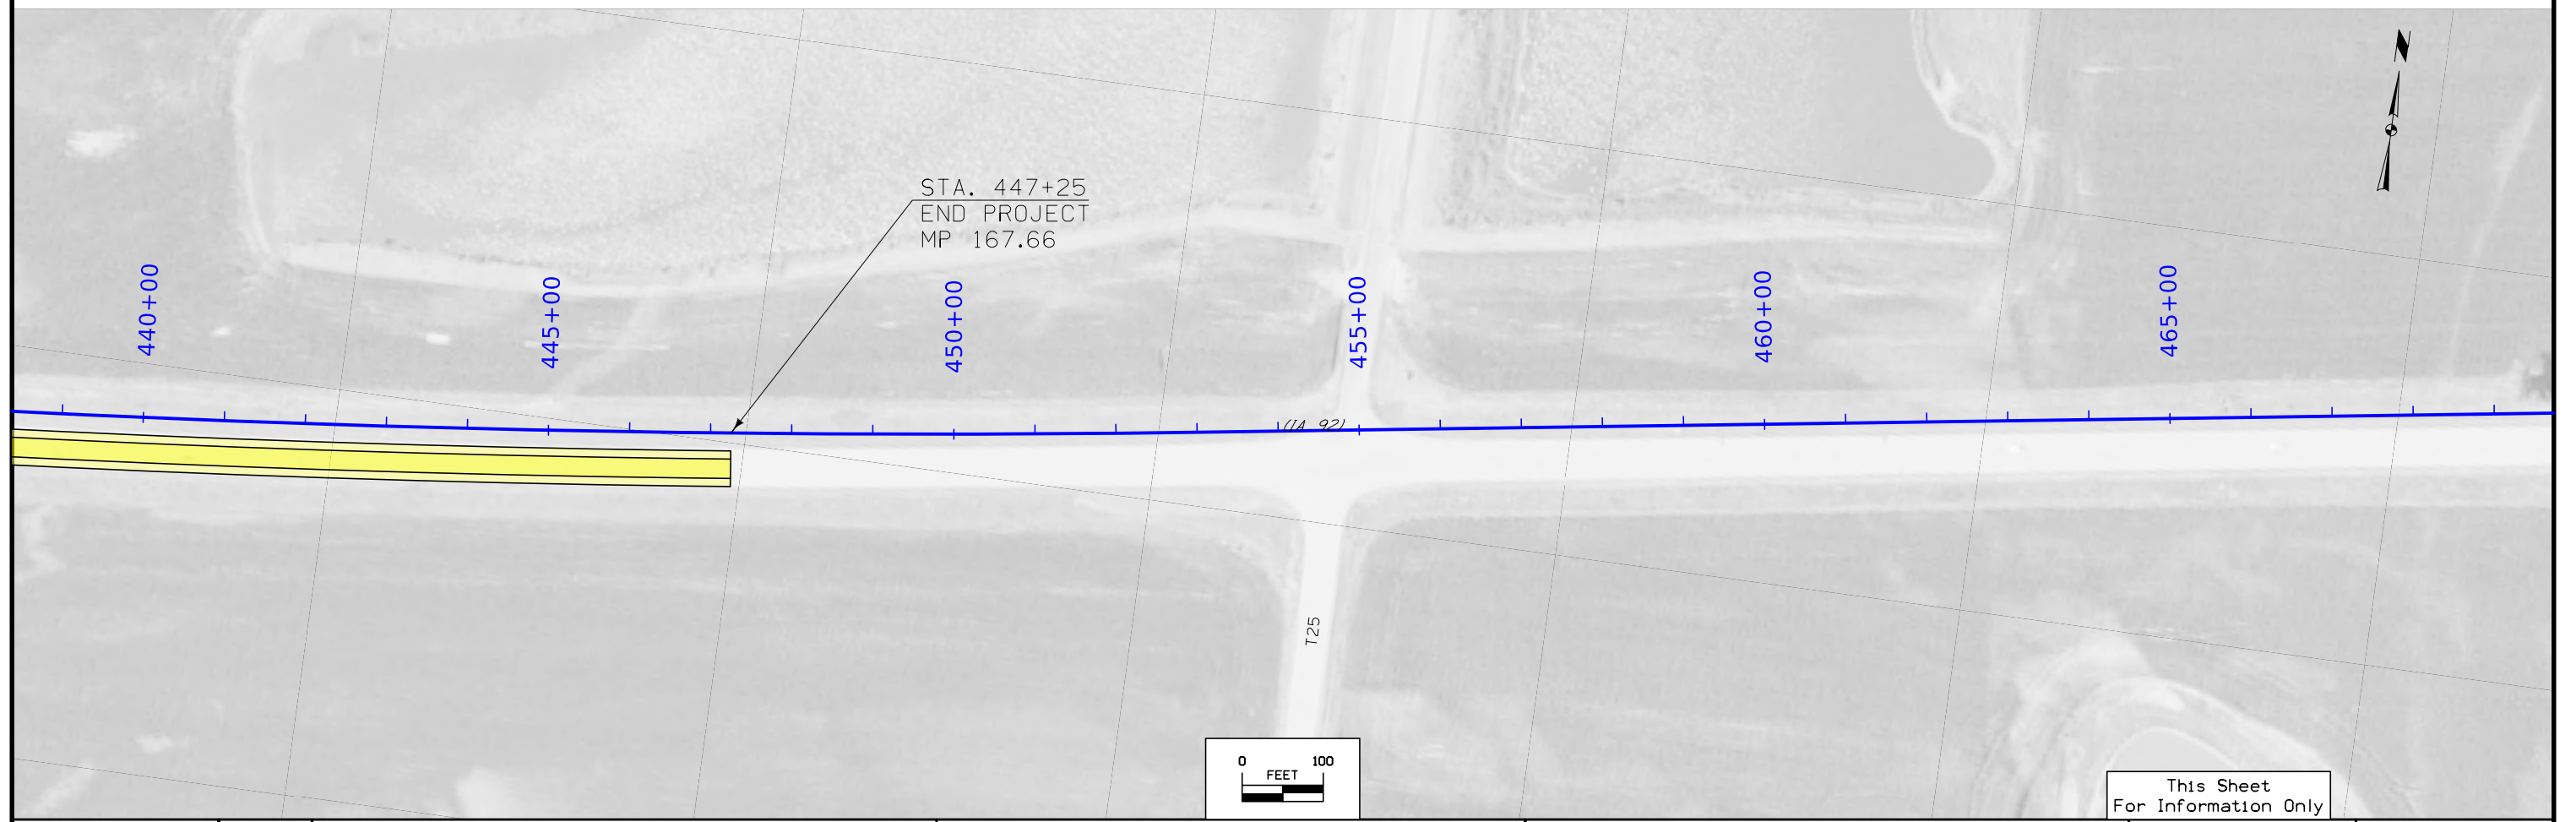 N
STA. 447+25
END PROJECT
MP 167.66
440+00
445+00
450+00
455+00
460+00
465+00
(IA 92)
T25
0 100
FEET
This Sheet
For Information Only